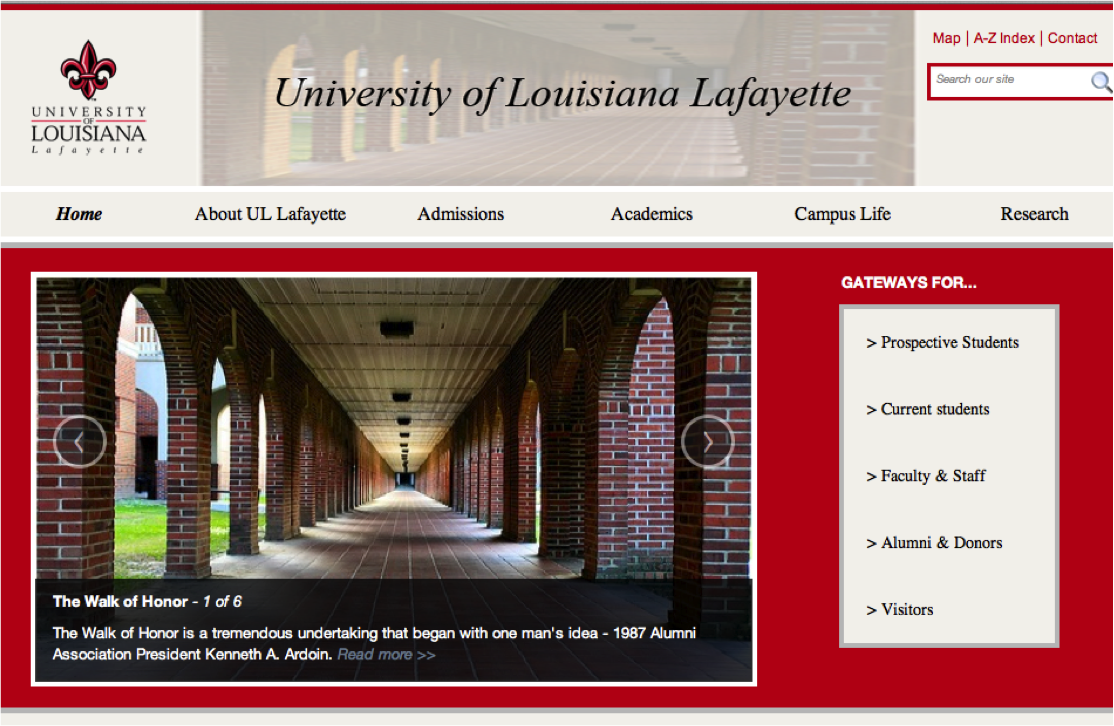 UNIVERSITY
OF
LOUISIANA
Lafayette
University of Louisiana Lafayette
Map | A-Z Index | Contact
Search our site
Home About UL Lafayette Admissions Academics Campus Life Research
GATEWAYS FOR...
> Prospective Students
> Current students
> Faculty & Staff
> Alumni & Donors
> Visitors
The Walk of Honor - 1 of 6
The Walk of Honor is a tremendous undertaking that began with one man's idea - 1987 Alumni
Association President Kenneth A. Ardoin. Read more >>